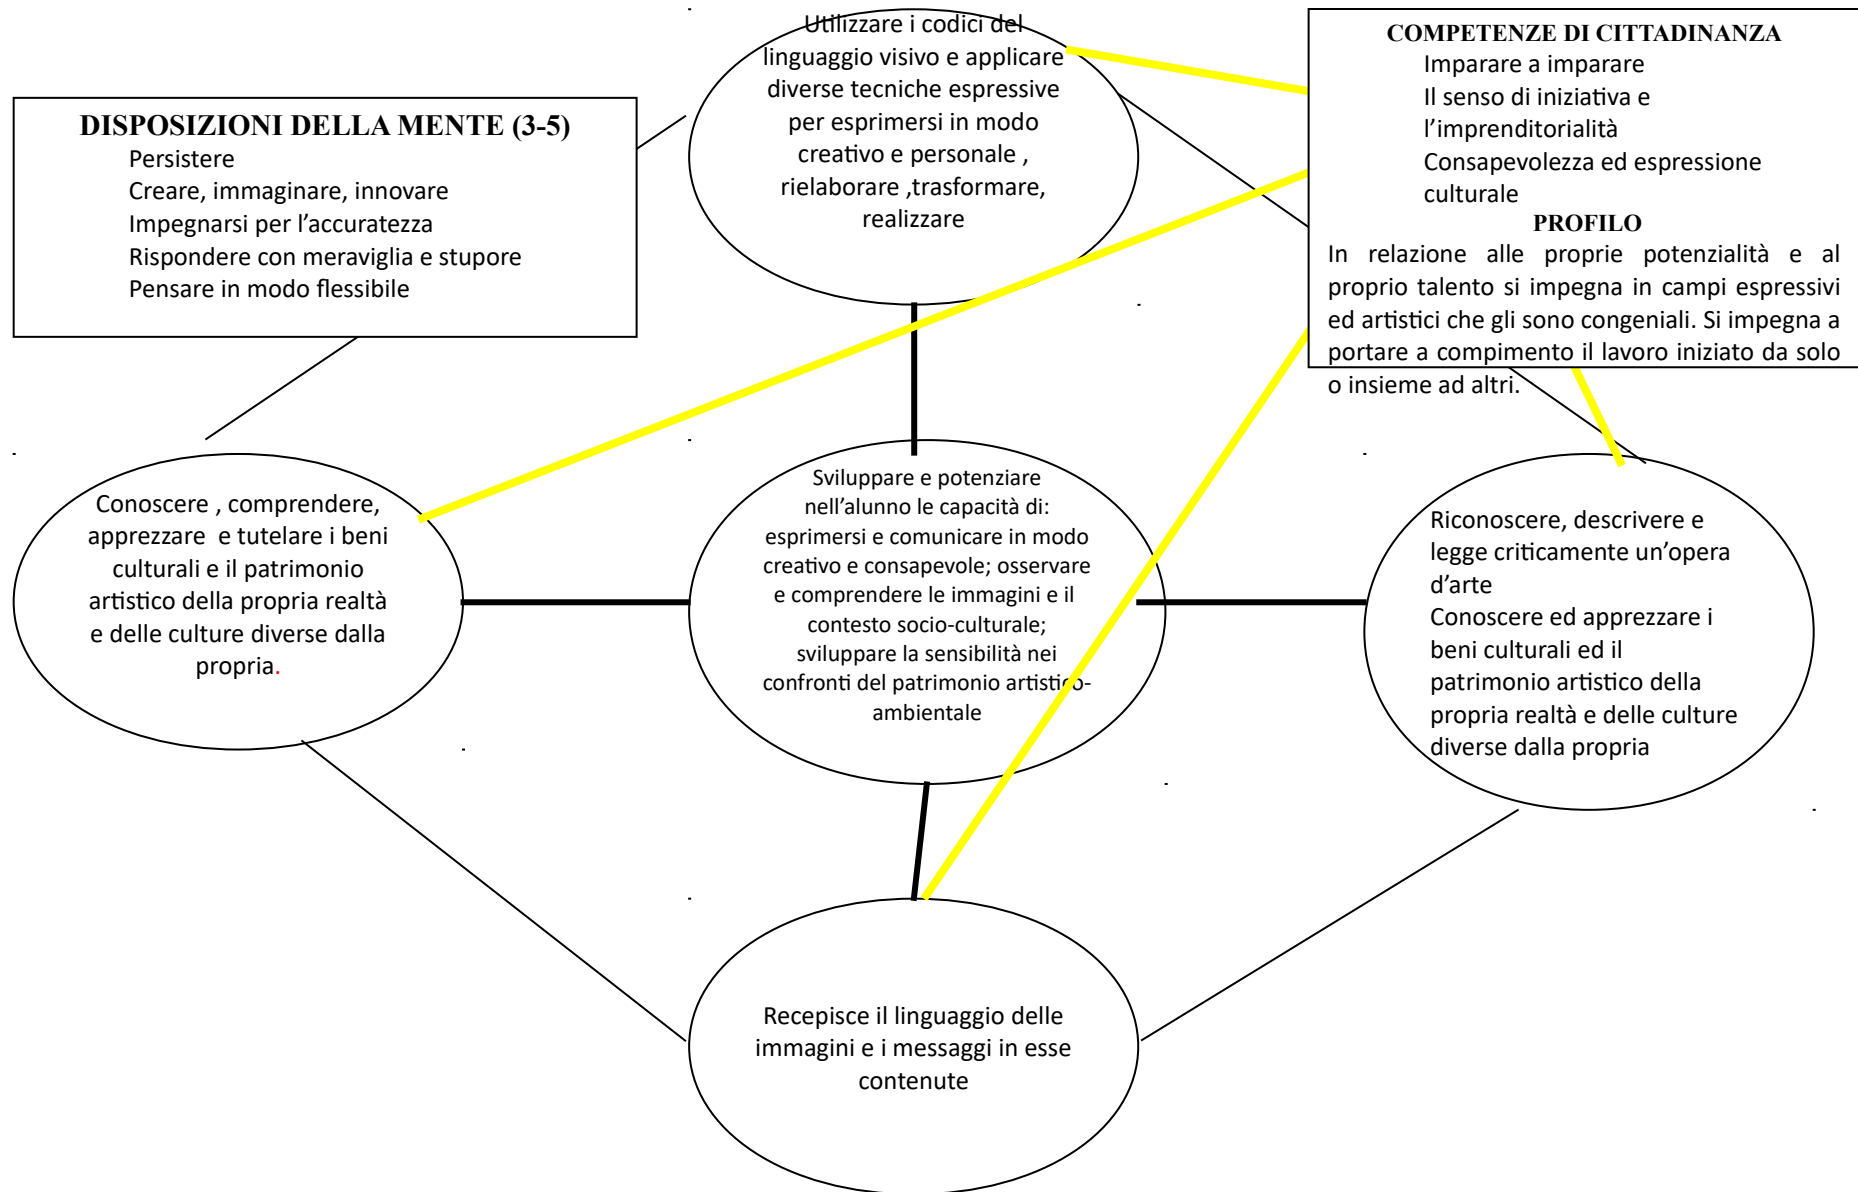 Utilizzare i codici del
linguaggio visivo e applicare
diverse tecniche espressive
per esprimersi in modo
creativo e personale ,
rielaborare ,trasformare,
realizzare
DISPOSIZIONI DELLA MENTE (3-5)
Persistere
Creare, immaginare, innovare
Impegnarsi per l’accuratezza
Rispondere con meraviglia e stupore
Pensare in modo flessibile
COMPETENZE DI CITTADINANZA
Imparare a imparare
Il senso di iniziativa e
l’imprenditorialità
Consapevolezza ed espressione
culturale
PROFILO
In relazione alle proprie potenzialità e al
proprio talento si impegna in campi espressivi
ed artistici che gli sono congeniali. Si impegna a
portare a compimento il lavoro iniziato da solo
o insieme ad altri.
Conoscere , comprendere,
apprezzare e tutelare i beni
culturali e il patrimonio
artistico della propria realtà
e delle culture diverse dalla
propria.
Sviluppare e potenziare
nell’alunno le capacità di:
esprimersi e comunicare in modo
creativo e consapevole; osservare
e comprendere le immagini e il
contesto socio-culturale;
sviluppare la sensibilità nei
confronti del patrimonio artistico-
ambientale
Riconoscere, descrivere e
legge criticamente un’opera
d’arte
Conoscere ed apprezzare i
beni culturali ed il
patrimonio artistico della
propria realtà e delle culture
diverse dalla propria
Recepisce il linguaggio delle
immagini e i messaggi in esse
contenute